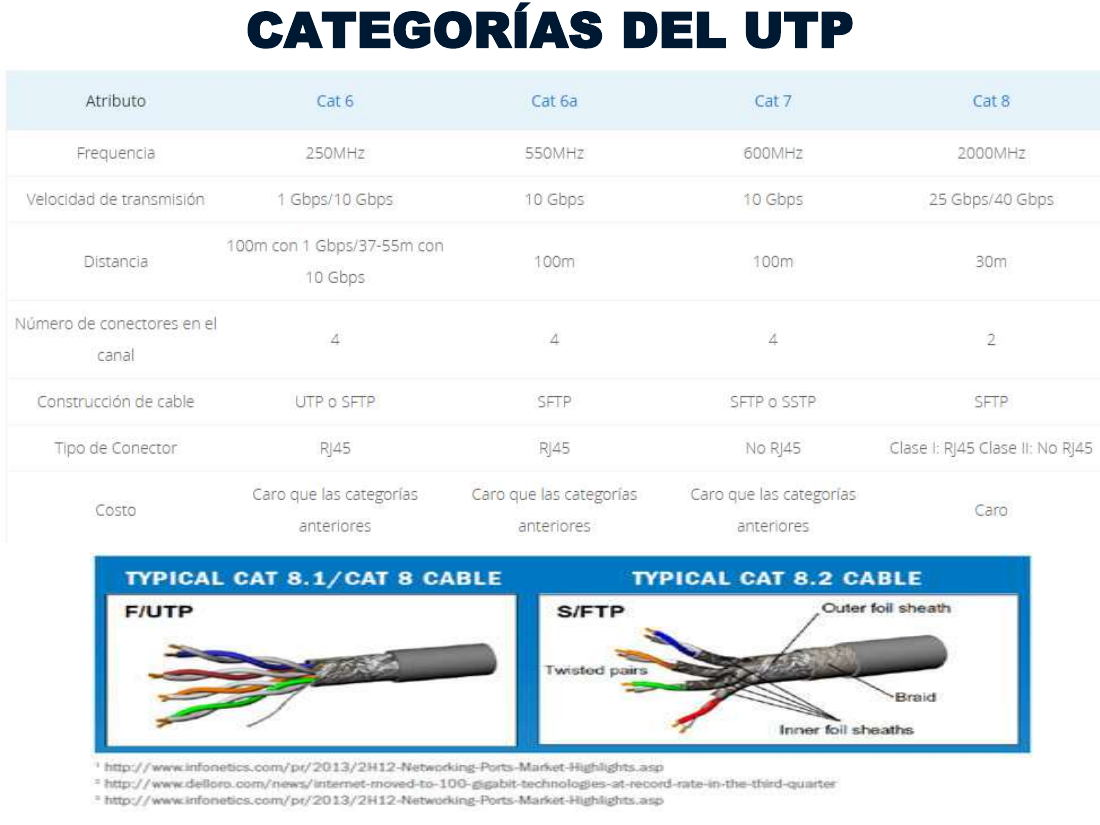 CATEGORÍAS DEL UTP
Atributo Cat 6 Cat 6a Cat 7 Cat 8
Frequencia 250MHz 550MHz 600MHz 2000MHz
Velocidad de transmisión 1 Gbps/10 Gbps 10 Gbps 10 Gbps 25 Gbps/40 Gbps
100m con 1 Gbps/37-55m con
Distancia 100m 100m 30m
10 Gbps
Número de conectores en el
4 4 4 2
canal
Construcción de cable UTP o SFTP SFTP SFTP o SSTP SFTP
Tipo de Conector RJ45 RJ45 No RJ45 Clase I: RJ45 Clase II: No RJ45
Caro que las categorías Caro que las categorías Caro que las categorías
Costo Caro
anteriores anteriores anteriores
TYPICAL CAT 8.1/CAT 8 CABLE TYPICAL CAT 8.2 CABLE
F/UTP
S/FTP
Outer foil sheath
Twisted pairs
Braid
Inner foil sheaths
¹ http://www.infonetics.com/pr/2013/2H12-Networking-Ports-Market-Highlights.asp
² http://www.delloro.com/news/internet-moved-to-100-gigabit-technologies-at-record-rate-in-the-third-quarter
³ http://www.infonetics.com/pr/2013/2H12-Networking-Ports-Market-Highlights.asp